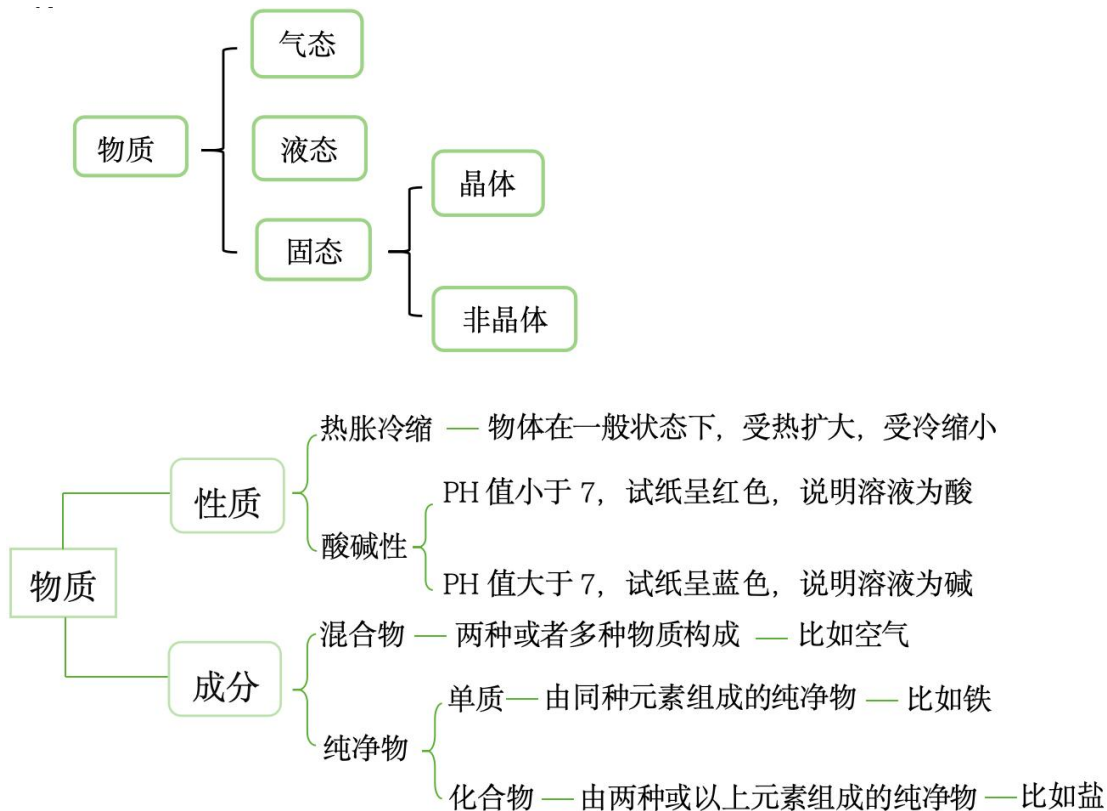 气态
物质
液态
晶体
固态
非晶体
热胀冷缩 — 物体在一般状态下，受热扩大，受冷缩小
性质
PH 值小于 7，试纸呈红色，说明溶液为酸
酸碱性
PH 值大于 7，试纸呈蓝色，说明溶液为碱
物质
混合物 — 两种或者多种物质构成 — 比如空气
成分
单质 — 由同种元素组成的纯净物 — 比如铁
纯净物
化合物 — 由两种或以上元素组成的纯净物 — 比如盐